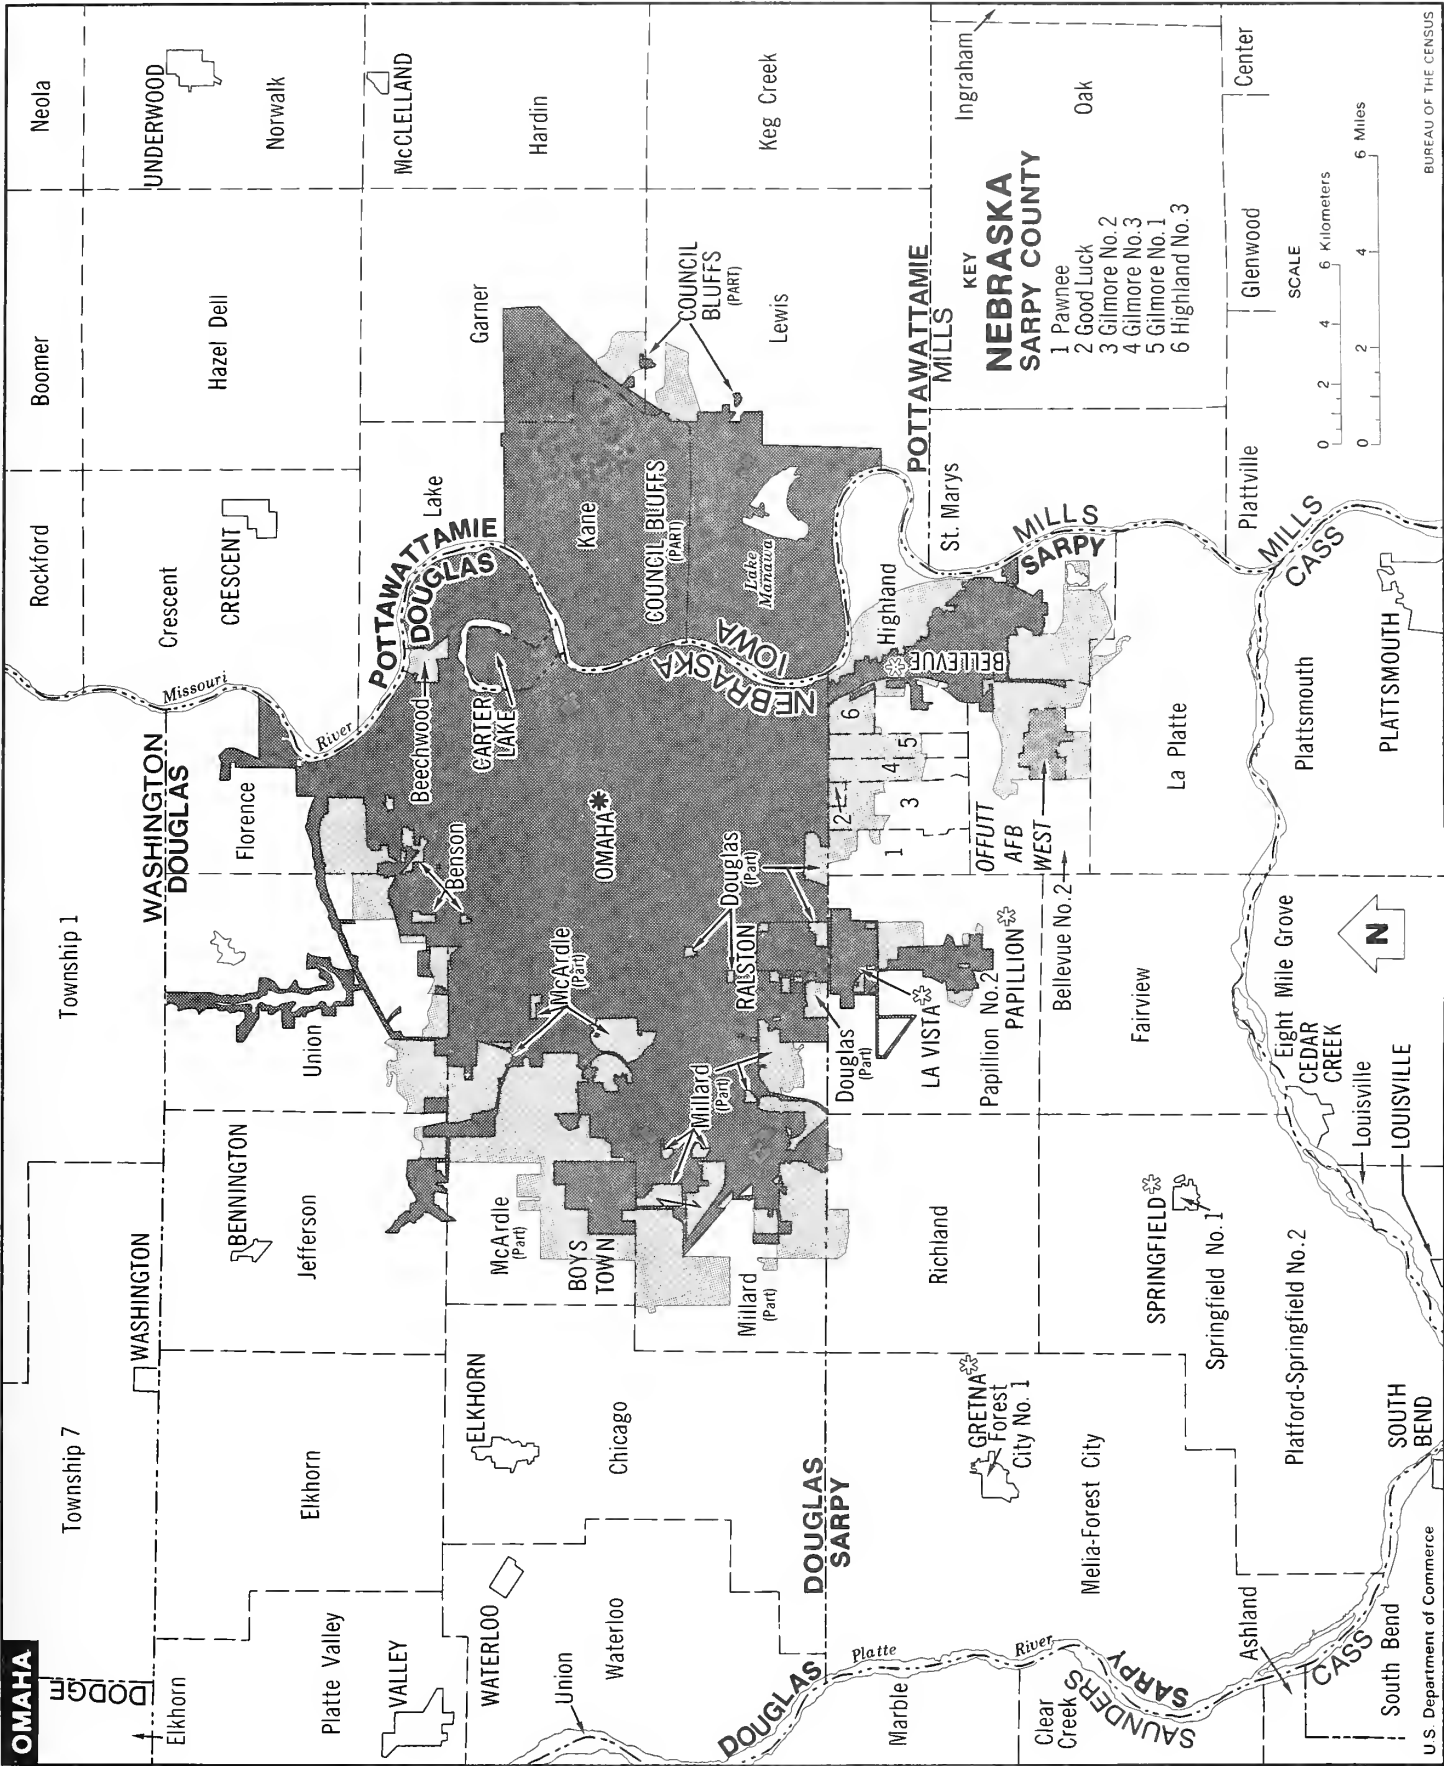 OMAHA
DODGE
Elkhorn
Township 7
Township 1
Rockford
Boomer
Neola
WASHINGTON
WASHINGTON
DOUGLAS
Missouri
River
Crescent
CRESCENT
Hazel Dell
UNDERWOOD
Norwalk
Platte Valley
VALLEY
Elkhorn
BENNINGTON
Jefferson
Union
Florence
POTTAWATTAMIE
DOUGLAS
Lake
Garner
McCLELLAND
Hardin
Beechwood
CARTER
LAKE
Benson
WATERLOO
Waterloo
Union
ELKHORN
Chicago
McArdle
(Part)
BOYS
TOWN
McArdle
(Part)
OMAHA
Kane
COUNCIL BLUFFS
(PART)
COUNCIL
BLUFFS
(PART)
Keg Creek
Lewis
Lake
Manawa
NEBRASKA
IOWA
Millard
(Part)
Millard
(Part)
Douglas
(Part)
RALSTON
Douglas
(Part)
DOUGLAS
SARPY
DOUGLAS
Platte
River
SARPY
SAUNDERS
Marble
Clear
Creek
Richland
LA VISTA
Papillion No.2
PAPILLION
1
2
3
4
5
6
Highland
BELLEVUE
OFFUTT
AFB
WEST
Bellevue No.2
St. Marys
POTTAWATTAMIE
MILLS
MILLS
SARPY
Ingraham
Oak
KEY
NEBRASKA
SARPY COUNTY
1 Pawnee
2 Good Luck
3 Gilmore No.2
4 Gilmore No.3
5 Gilmore No.1
6 Highland No.3
GRETNA
Forest
City No. 1
Melia-Forest City
SPRINGFIELD
Springfield No.1
Fairview
La Platte
Plattville
Glenwood
Center
Ashland
CASS
South Bend
SOUTH
BEND
Platford-Springfield No.2
Louisville
LOUISVILLE
CEDAR
CREEK
Eight Mile Grove
N
Plattsmouth
PLATTSMOUTH
MILLS
CASS
SCALE
0 2 4 6 Kilometers
0 2 4 6 Miles
U.S. Department of Commerce
BUREAU OF THE CENSUS